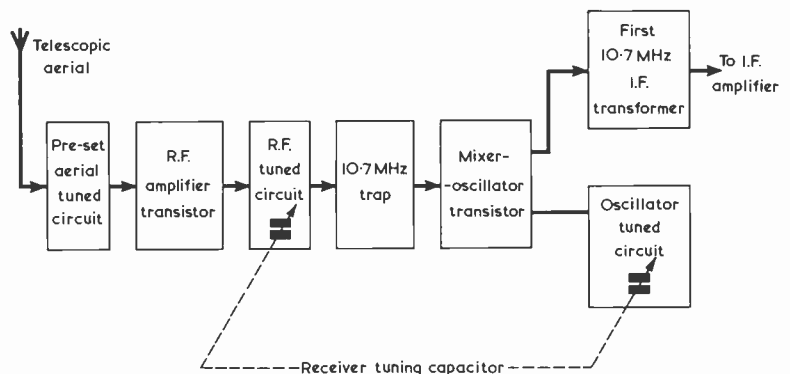 Telescopic
aerial
Pre-set
aerial
tuned
circuit
R.F.
amplifier
transistor
R.F.
tuned
circuit
10·7 MHz
trap
Mixer-
-oscillator
transistor
First
10·7 MHz
I.F.
transformer
To I.F.
amplifier
Oscillator
tuned
circuit
Receiver tuning capacitor